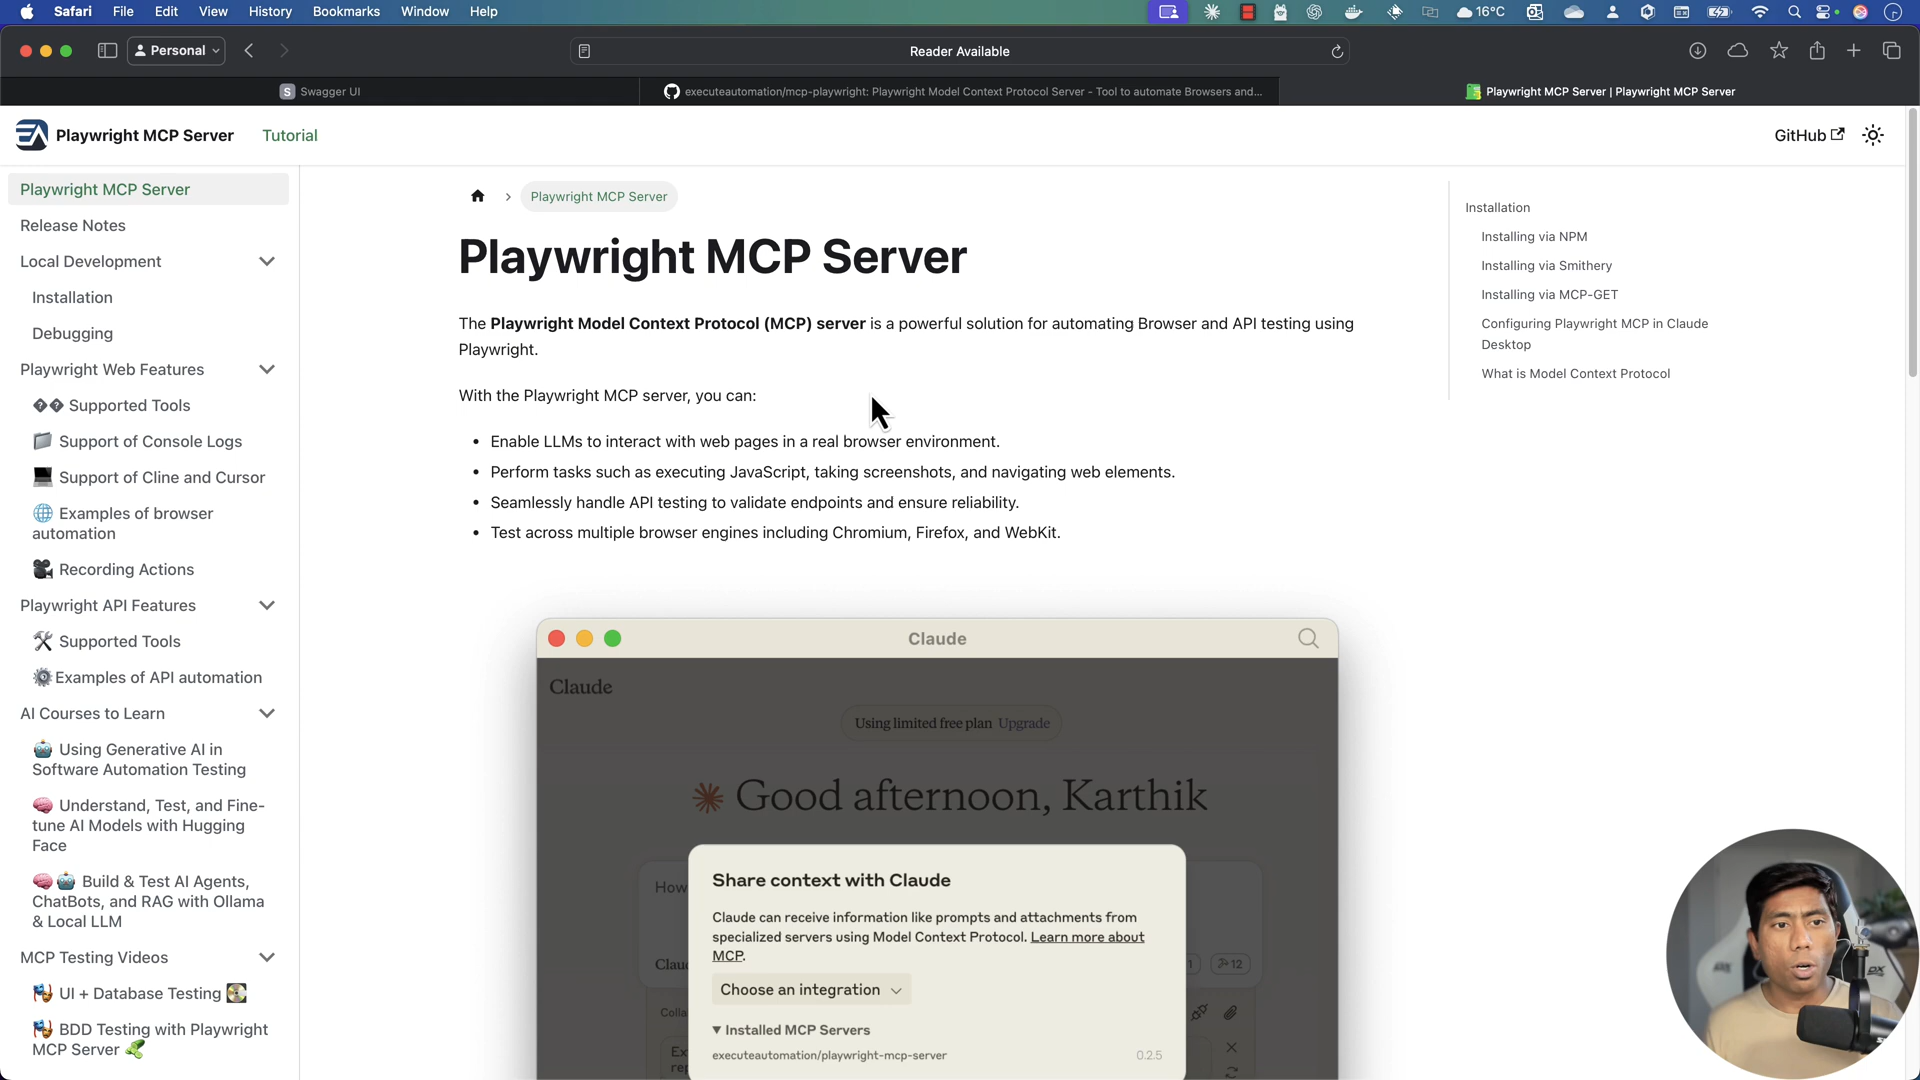 Safari File Edit View History Bookmarks Window Help 16°C
Personal Reader Available
S Swagger UI
executeautomation/mcp-playwright: Playwright Model Context Protocol Server - Tool to automate Browsers and...
Playwright MCP Server | Playwright MCP Server
Playwright MCP Server Tutorial GitHub
Playwright MCP Server
Release Notes
Local Development
Installation
Debugging
Playwright Web Features
�� Supported Tools
📁 Support of Console Logs
💻 Support of Cline and Cursor
🌐 Examples of browser
automation
🎥 Recording Actions
Playwright API Features
🛠 Supported Tools
⚙️Examples of API automation
AI Courses to Learn
🤖 Using Generative AI in
Software Automation Testing
🧠 Understand, Test, and Fine-
tune AI Models with Hugging
Face
🧠🤖 Build & Test AI Agents,
ChatBots, and RAG with Ollama
& Local LLM
MCP Testing Videos
🎭 UI + Database Testing 💽
🎭 BDD Testing with Playwright
MCP Server 🥒
Playwright MCP Server
Playwright MCP Server
The Playwright Model Context Protocol (MCP) server is a powerful solution for automating Browser and API testing using
Playwright.
With the Playwright MCP server, you can:
• Enable LLMs to interact with web pages in a real browser environment.
• Perform tasks such as executing JavaScript, taking screenshots, and navigating web elements.
• Seamlessly handle API testing to validate endpoints and ensure reliability.
• Test across multiple browser engines including Chromium, Firefox, and WebKit.
Claude
Claude
Using limited free plan Upgrade
Good afternoon, Karthik
How
Share context with Claude
Claude can receive information like prompts and attachments from
specialized servers using Model Context Protocol. Learn more about
MCP.
Choose an integration
▾ Installed MCP Servers
executeautomation/playwright-mcp-server 0.2.5
1 12
Installation
Installing via NPM
Installing via Smithery
Installing via MCP-GET
Configuring Playwright MCP in Claude
Desktop
What is Model Context Protocol